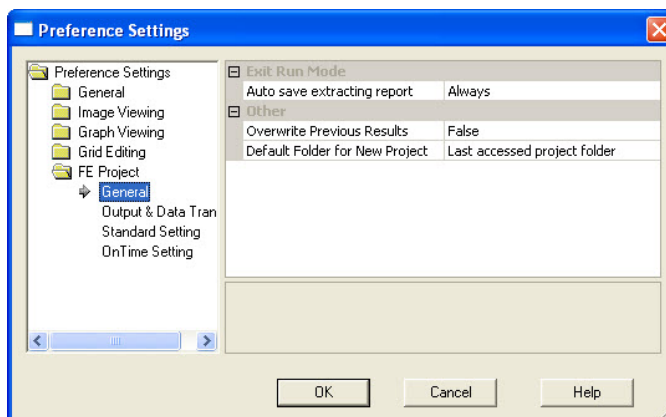 Preference Settings
Preference Settings
General
Image Viewing
Graph Viewing
Grid Editing
FE Project
General
Output & Data Tran
Standard Setting
OnTime Setting
Exit Run Mode
Auto save extracting report Always
Other
Overwrite Previous Results False
Default Folder for New Project Last accessed project folder
OK Cancel Help